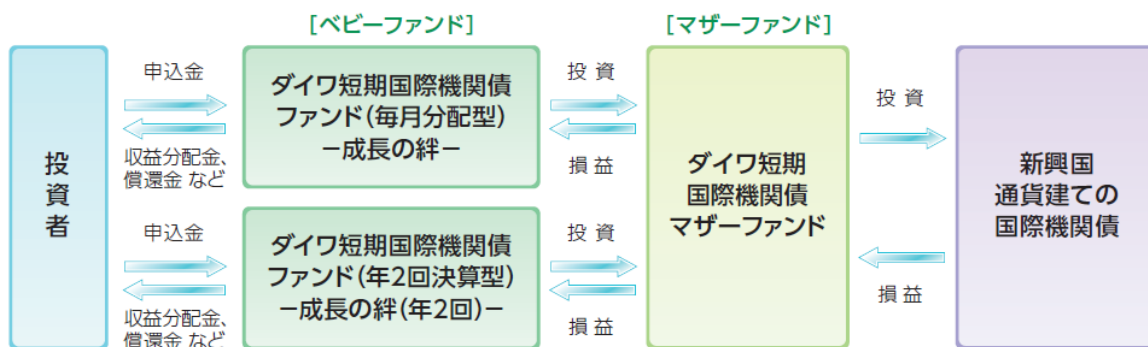 [ベビーファンド]
[マザーファンド]
投資者
申込金
収益分配金、
償還金 など
ダイワ短期国際機関債
ファンド(毎月分配型)
－成長の絆－
投 資
損 益
申込金
収益分配金、
償還金 など
ダイワ短期国際機関債
ファンド(年2回決算型)
－成長の絆(年2回)－
投 資
損 益
ダイワ短期
国際機関債
マザーファンド
投 資
損 益
新興国
通貨建ての
国際機関債